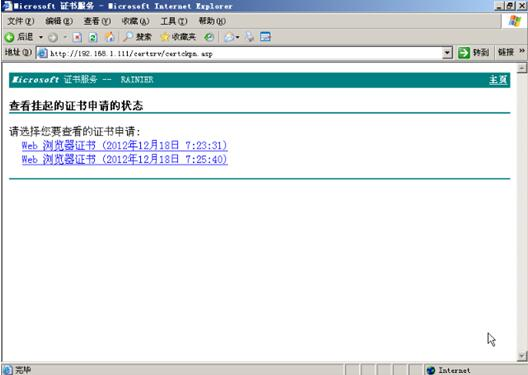 Microsoft 证书服务 - Microsoft Internet Explorer
文件(F) 编辑(E) 查看(V) 收藏(A) 工具(T) 帮助(H)
后退 搜索 收藏夹
地址(D) http://192.168.1.111/certsrv/certckpn.asp 转到 链接 »
Microsoft 证书服务 -- RAINIER 主页
查看挂起的证书申请的状态
请选择您要查看的证书申请:
Web 浏览器证书 (2012年12月18日 7:23:31)
Web 浏览器证书 (2012年12月18日 7:25:40)
完毕 Internet